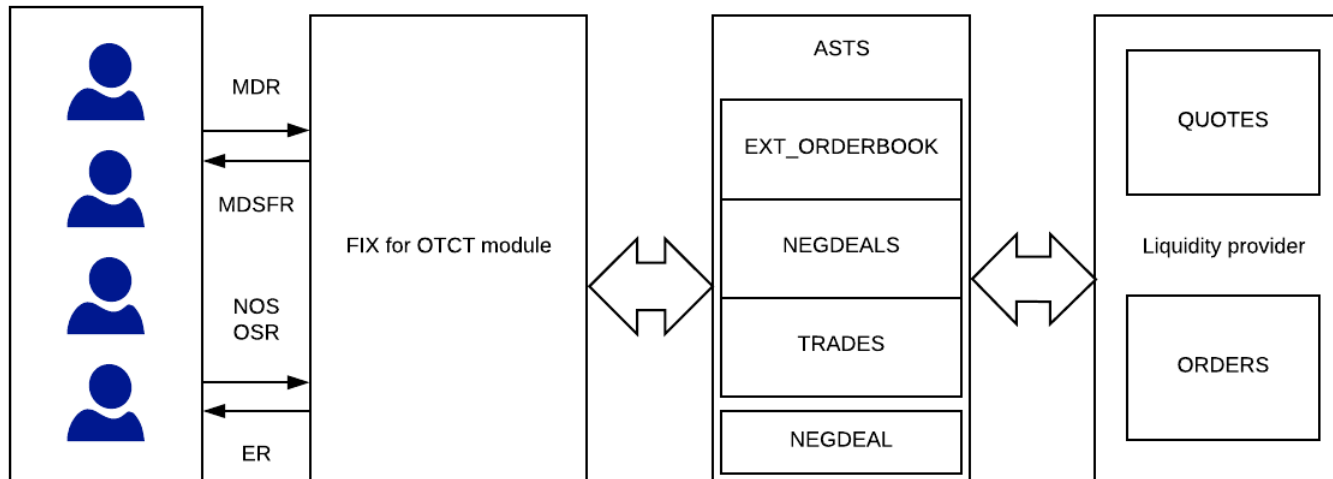 MDR
MDSFR
NOS
OSR
ER
FIX for OTCT module
ASTS
EXT_ORDERBOOK
NEGDEALS
TRADES
NEGDEAL
QUOTES
Liquidity provider
ORDERS